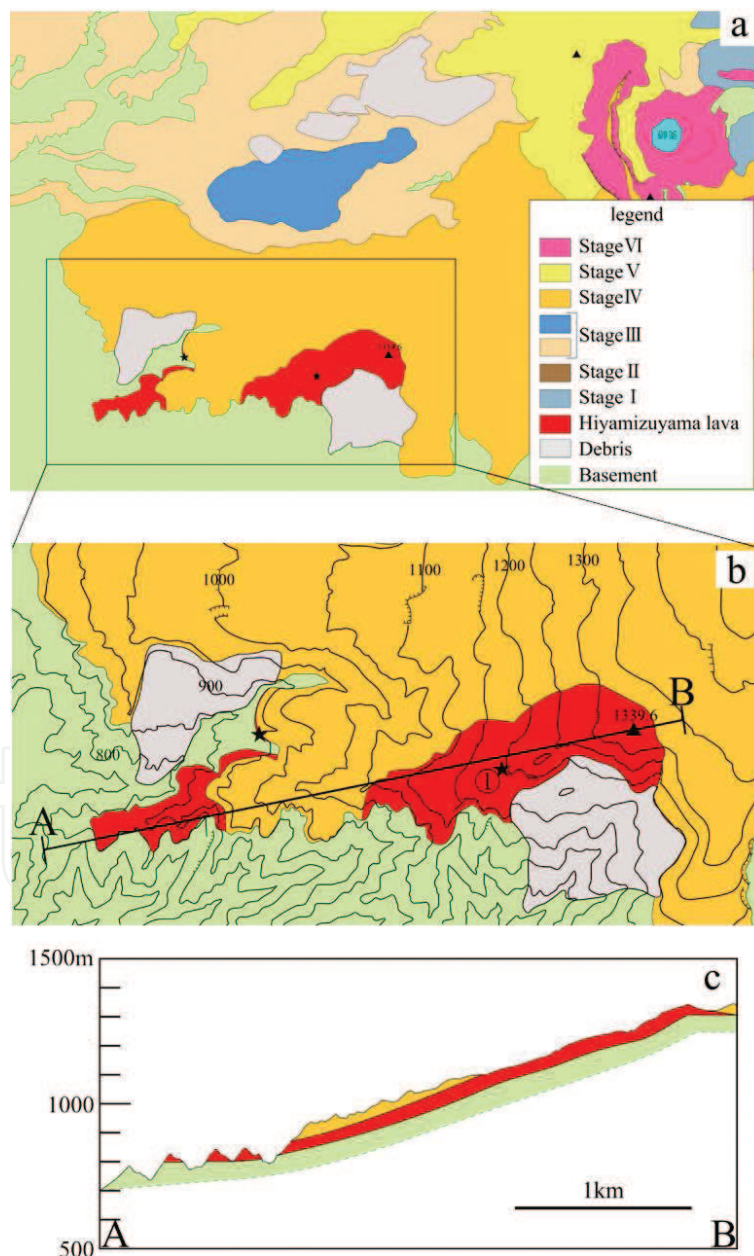 a
legend
Stage VI
Stage V
Stage IV
Stage III
Stage II
Stage I
Hiyamizuyama lava
Debris
Basement
b
1000
1100
1200
1300
900
800
1339.6
A
B
1
1500m
c
1000
1km
500
A
B